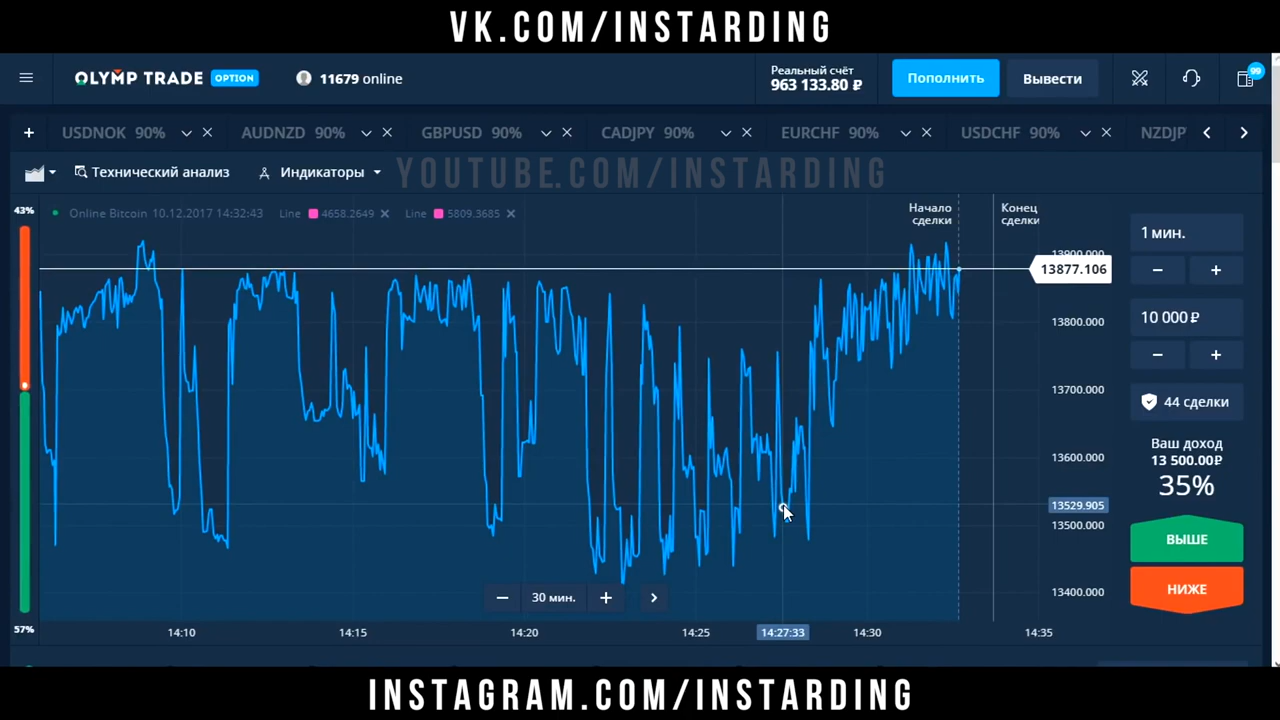 VK.COM/INSTARDING
OLYMP TRADE OPTION
11679 online
Реальный счёт
963 133.80 ₽
Пополнить
Вывести
99
USDNOK 90%
AUDNZD 90%
GBPUSD 90%
CADJPY 90%
EURCHF 90%
USDCHF 90%
NZDJP
Технический анализ
Индикаторы
YOUTUBE.COM/INSTARDING
43%
Online Bitcoin 10.12.2017 14:32:43
Line 4658.2649
Line 5809.3685
Начало
сделки
Конец
сделки
13900.000
13877.106
13800.000
13700.000
13600.000
13529.905
13500.000
13400.000
1 мин.
10 000 ₽
44 сделки
Ваш доход
13 500.00₽
35%
ВЫШЕ
НИЖЕ
30 мин.
57%
14:10
14:15
14:20
14:25
14:27:33
14:30
14:35
INSTAGRAM.COM/INSTARDING